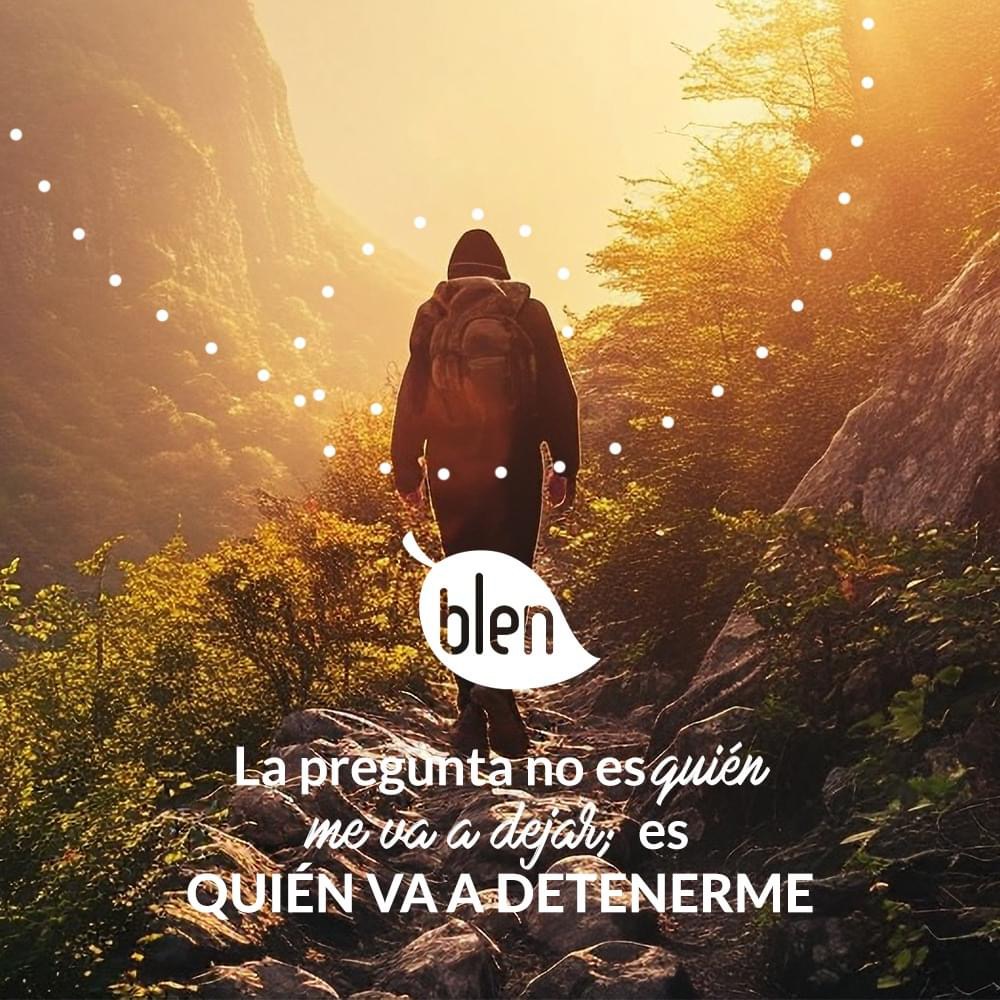 blen
La pregunta no es quién
me va a dejar; es
QUIÉN VA A DETENERME